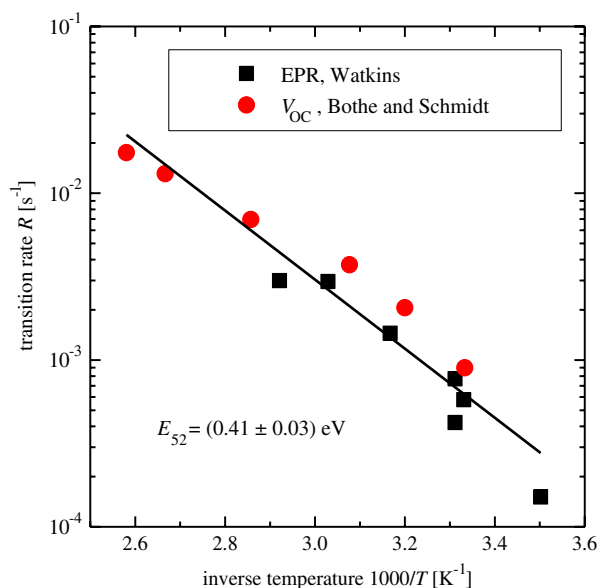 10⁻¹
EPR, Watkins
V_OC , Bothe and Schmidt
10⁻²
transition rate R [s⁻¹]
10⁻³
E₅₂ = (0.41 ± 0.03) eV
10⁻⁴
2.6 2.8 3.0 3.2 3.4 3.6
inverse temperature 1000/T [K⁻¹]